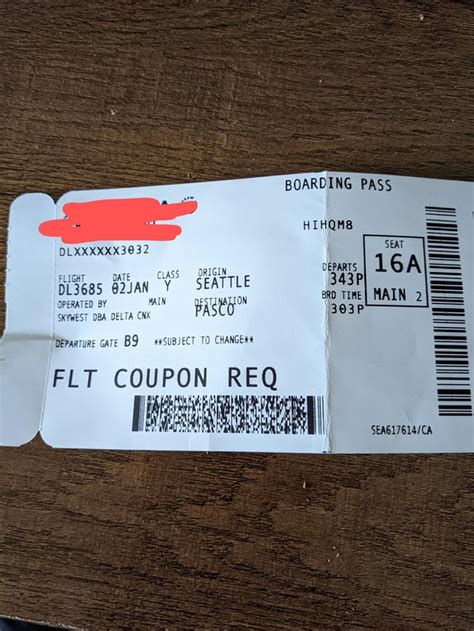 BOARDING PASS
HIHQM8
DLXXXXXX3032
FLIGHT DATE CLASS ORIGIN
DL3685 02JAN Y SEATTLE
OPERATED BY MAIN DESTINATION
SKYWEST DBA DELTA CNX PASCO
DEPARTURE GATE B9 **SUBJECT TO CHANGE**
FLT COUPON REQ
DEPARTS
343P
BRD TIME
303P
SEAT
16A
MAIN 2
SEA617614/CA